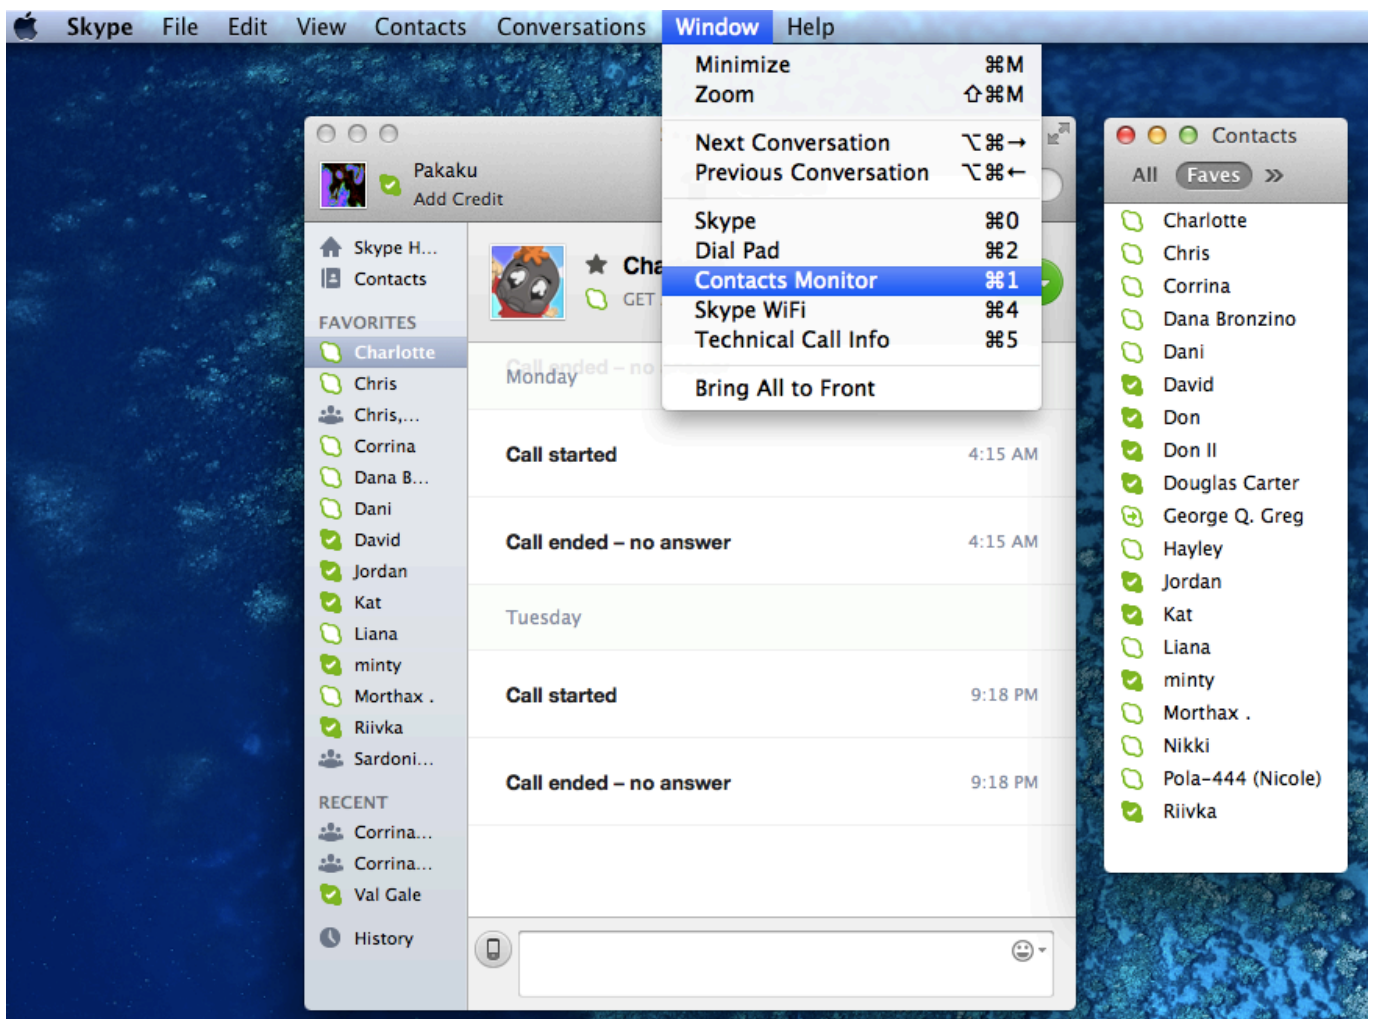 Skype File Edit View Contacts Conversations Window Help
Minimize ⌘M
Zoom ⇧⌘M
Next Conversation ⌥⌘→
Previous Conversation ⌥⌘←
Skype ⌘0
Dial Pad ⌘2
Contacts Monitor ⌘1
Skype WiFi ⌘4
Technical Call Info ⌘5
Bring All to Front
Pakaku
Add Credit
Skype H...
Contacts
FAVORITES
Charlotte
Chris
Chris,...
Corrina
Dana B...
Dani
David
Jordan
Kat
Liana
minty
Morthax .
Riivka
Sardoni...
RECENT
Corrina...
Corrina...
Val Gale
History
Cha
GET
Call ended – no answer
Monday
Call started 4:15 AM
Call ended – no answer 4:15 AM
Tuesday
Call started 9:18 PM
Call ended – no answer 9:18 PM
Contacts
All Faves »
Charlotte
Chris
Corrina
Dana Bronzino
Dani
David
Don
Don II
Douglas Carter
George Q. Greg
Hayley
Jordan
Kat
Liana
minty
Morthax .
Nikki
Pola-444 (Nicole)
Riivka